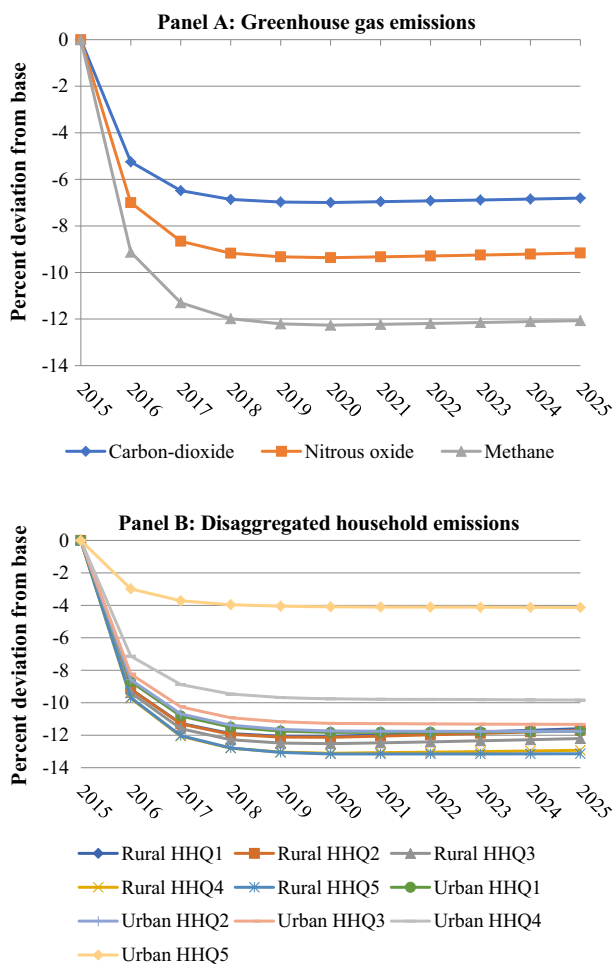 Panel A: Greenhouse gas emissions
Percent deviation from base
0
-2
-4
-6
-8
-10
-12
-14
2015 2016 2017 2018 2019 2020 2021 2022 2023 2024 2025
Carbon-dioxide Nitrous oxide Methane
Panel B: Disaggregated household emissions
Percent deviation from base
0
-2
-4
-6
-8
-10
-12
-14
2015 2016 2017 2018 2019 2020 2021 2022 2023 2024 2025
Rural HHQ1 Rural HHQ2 Rural HHQ3
Rural HHQ4 Rural HHQ5 Urban HHQ1
Urban HHQ2 Urban HHQ3 Urban HHQ4
Urban HHQ5